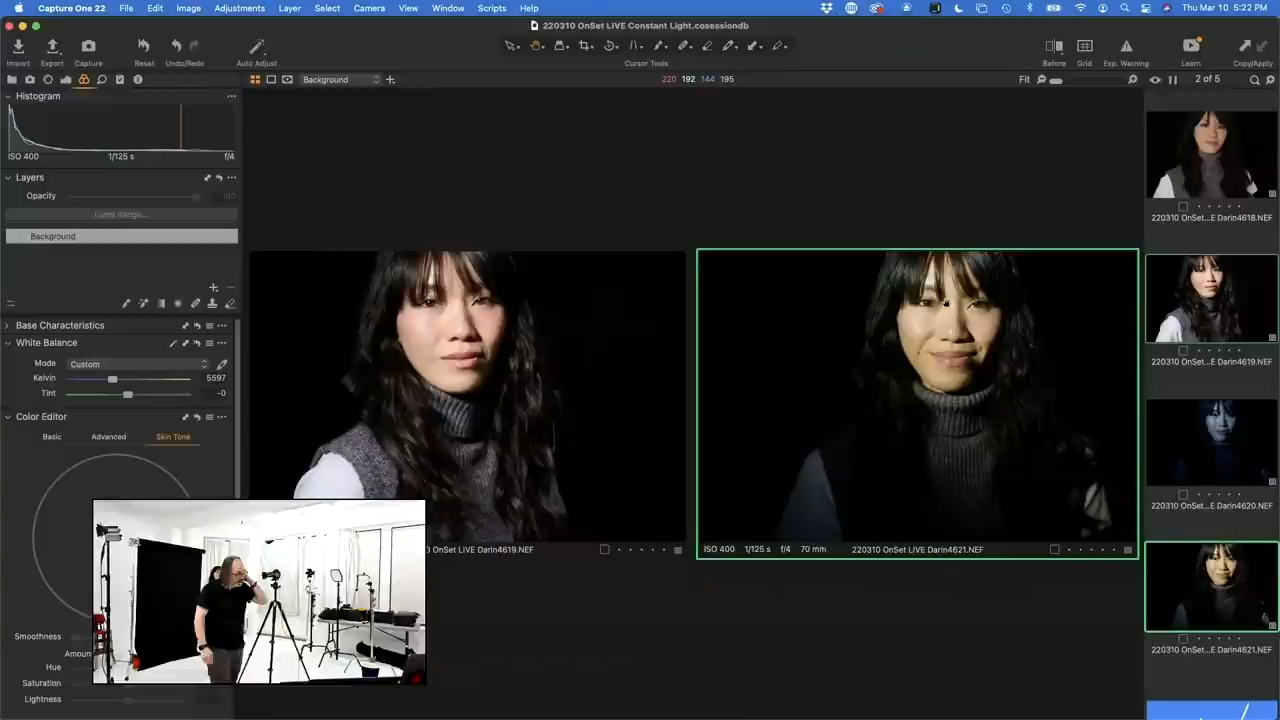 Capture One 22 File Edit Image Adjustments Layer Select Camera View Window Scripts Help Thu Mar 10 5:22 PM
220310 OnSet LIVE Constant Light.cosessiondb
Import Export Capture Reset Undo/Redo Auto Adjust Cursor Tools Before Grid Exp. Warning Learn Copy/Apply
Background 220 192 144 195 Fit 2 of 5
Histogram
ISO 400 1/125 s f/4
Layers
Opacity
Luma Range...
Background
Base Characteristics
White Balance
Mode Custom
Kelvin 5597
Tint -0
Color Editor
Basic Advanced Skin Tone
Smoothness
Amoun
Hue
Saturation
Lightness
0 OnSet LIVE Darin4619.NEF
ISO 400 1/125 s f/4 70 mm 220310 OnSet LIVE Darin4621.NEF
220310 OnSet...E Darin4618.NEF
220310 OnSet...E Darin4619.NEF
220310 OnSet...E Darin4620.NEF
220310 OnSet...E Darin4621.NEF